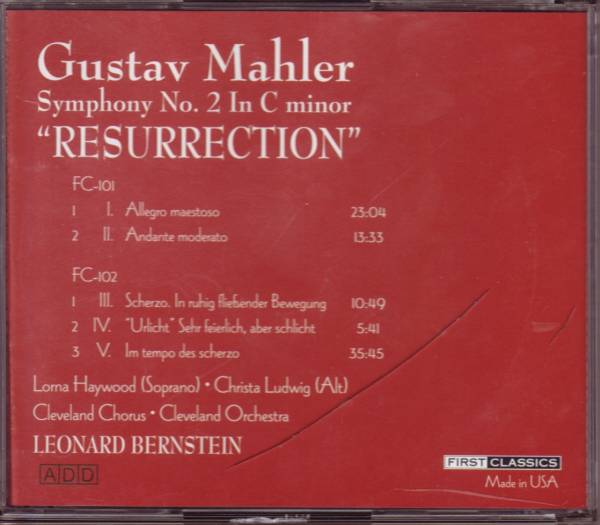 Gustav Mahler
Symphony No. 2 In C minor
“RESURRECTION”
FC-101
1 I. Allegro maestoso 23:04
2 II. Andante moderato 13:33
FC-102
1 III. Scherzo. In ruhig fließender Bewegung 10:49
2 IV. “Urlicht” Sehr feierlich, aber schlicht 5:41
3 V. Im tempo des scherzo 35:45
Lorna Haywood (Soprano) • Christa Ludwig (Alt)
Cleveland Chorus • Cleveland Orchestra
LEONARD BERNSTEIN
ADD
FIRST CLASSICS
Made in USA